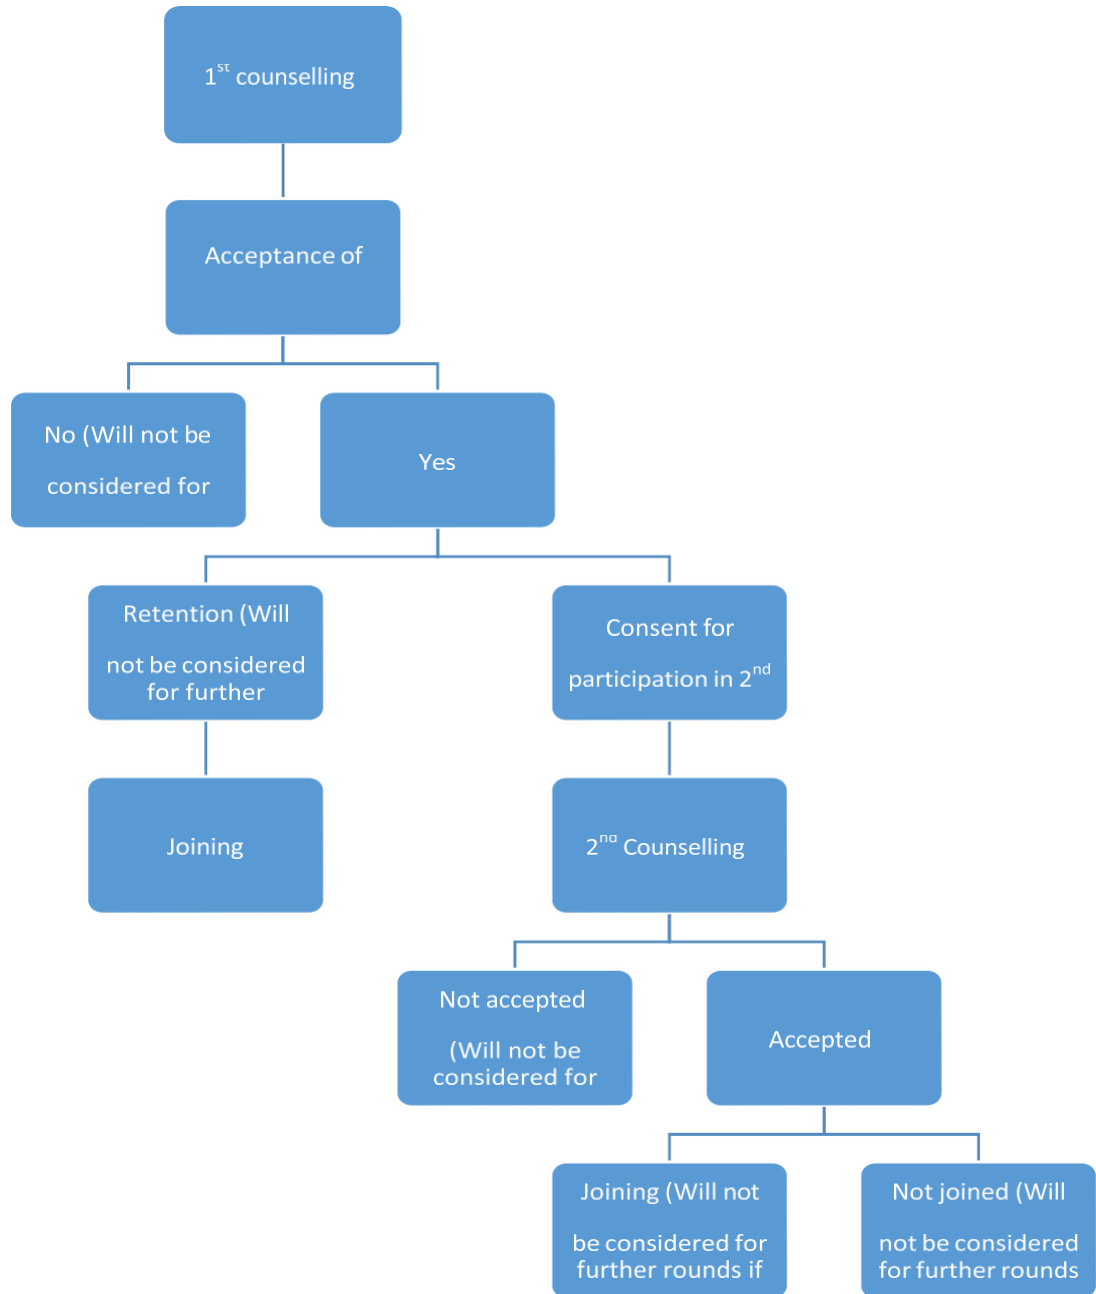 1st counselling
Acceptance of
No (Will not be
considered for
Yes
Retention (Will
not be considered
for further
Consent for
participation in 2nd
Joining
2nd Counselling
Not accepted
(Will not be
considered for
Accepted
Joining (Will not
be considered for
further rounds if
Not joined (Will
not be considered
for further rounds